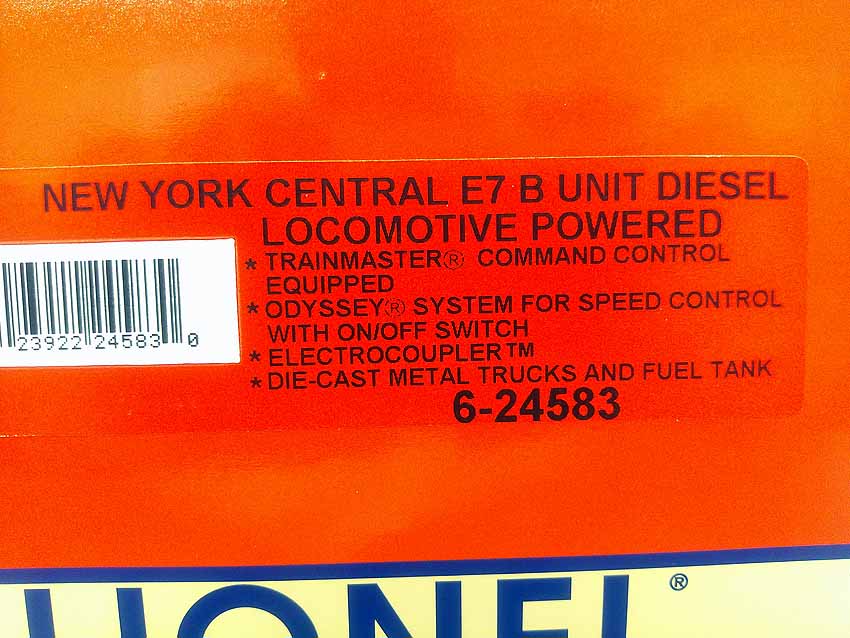 NEW YORK CENTRAL E7 B UNIT DIESEL
LOCOMOTIVE POWERED
* TRAINMASTER® COMMAND CONTROL
EQUIPPED
* ODYSSEY® SYSTEM FOR SPEED CONTROL
WITH ON/OFF SWITCH
* ELECTROCOUPLER™
* DIE-CAST METAL TRUCKS AND FUEL TANK
6-24583
23922 24583 0
LIONEL®